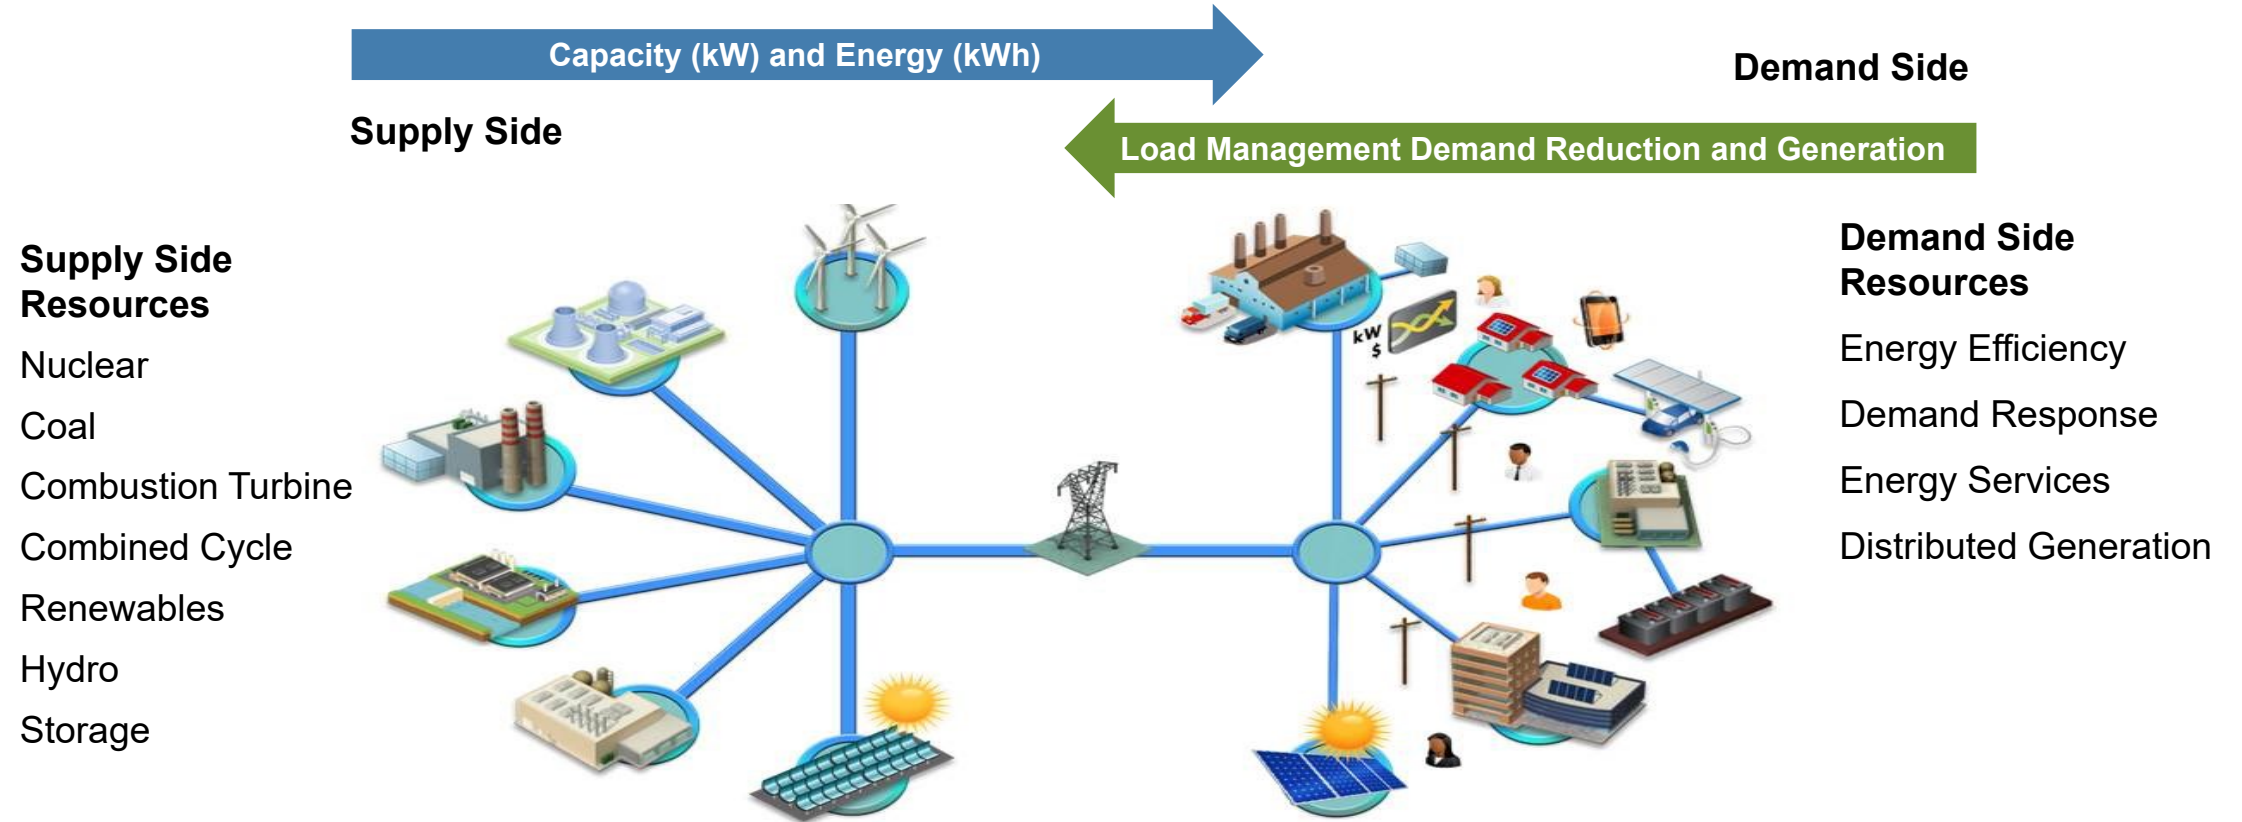 Capacity (kW) and Energy (kWh)
Demand Side
Supply Side
Load Management Demand Reduction and Generation
Supply Side
Resources
Nuclear
Coal
Combustion Turbine
Combined Cycle
Renewables
Hydro
Storage
kW
$
Demand Side
Resources
Energy Efficiency
Demand Response
Energy Services
Distributed Generation